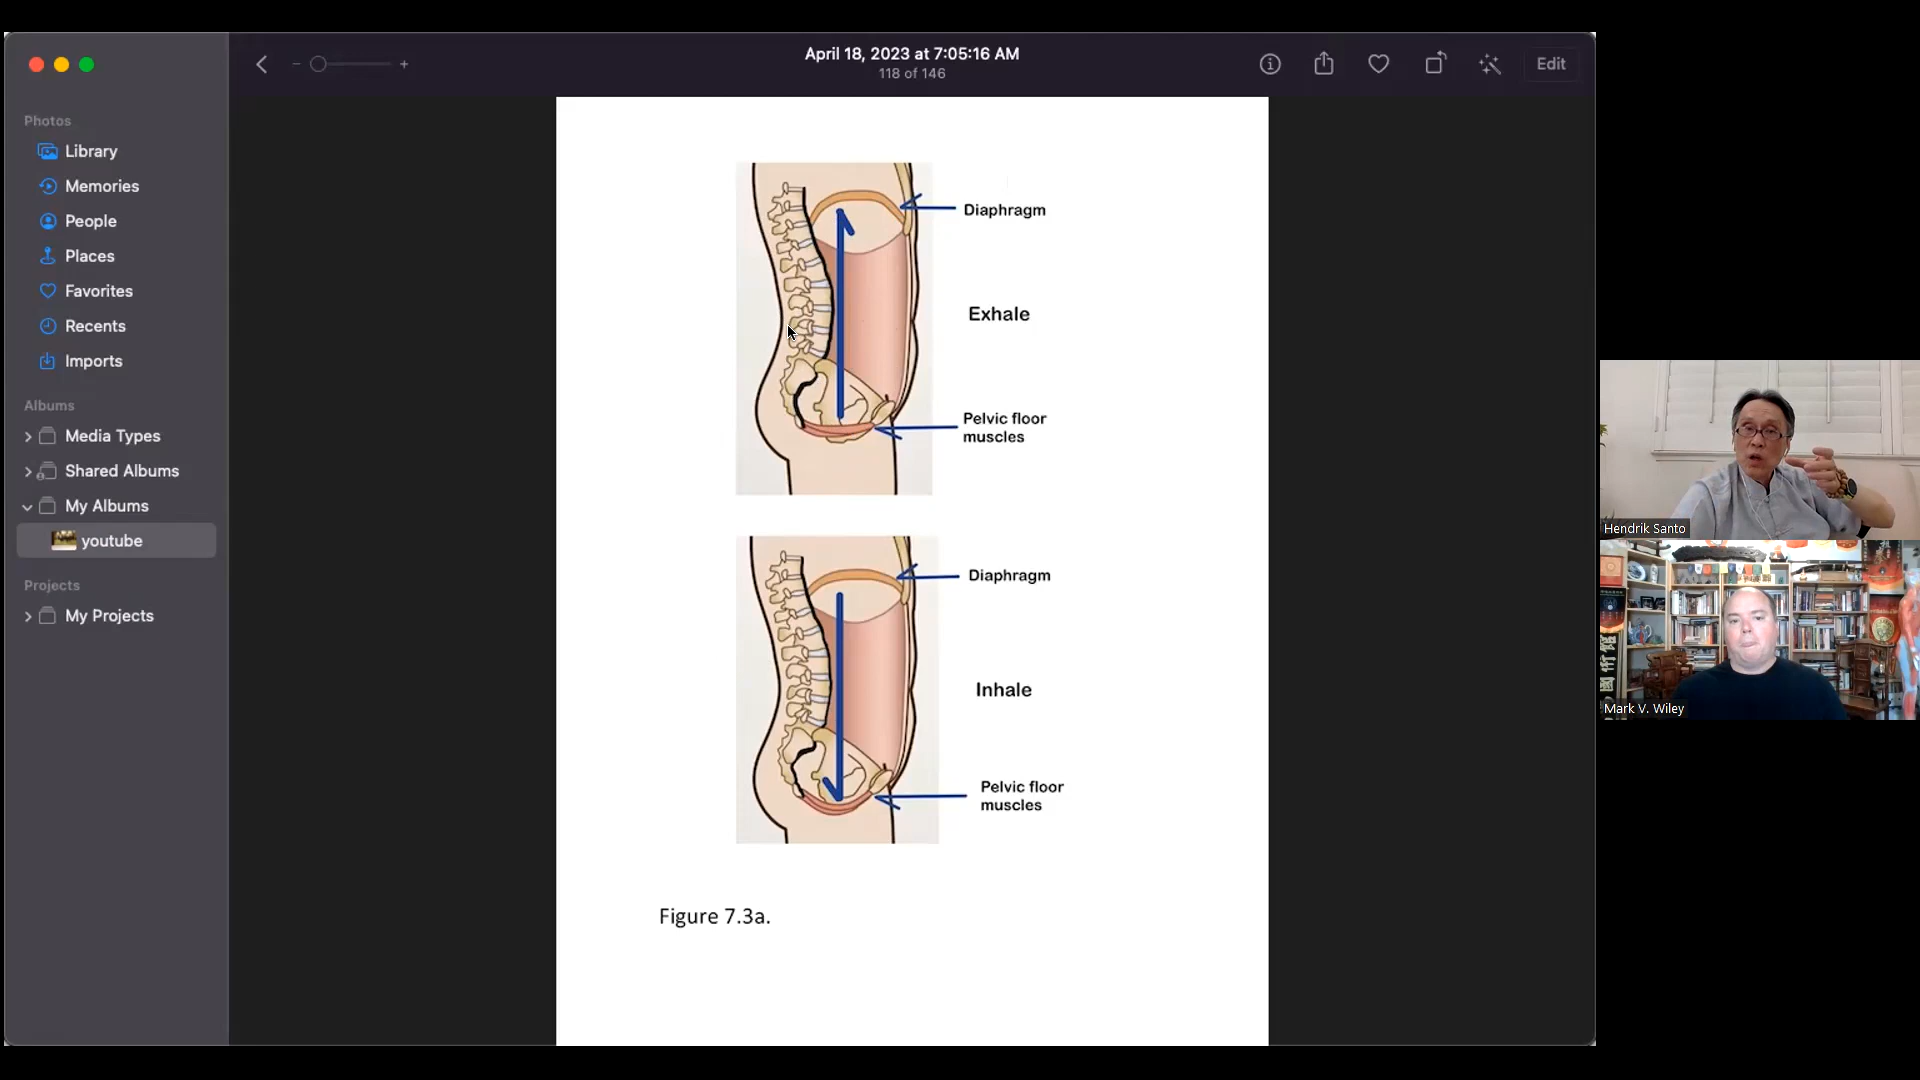 April 18, 2023 at 7:05:16 AM
118 of 146
Edit
Photos
Library
Memories
People
Places
Favorites
Recents
Imports
Albums
Media Types
Shared Albums
My Albums
youtube
Projects
My Projects
Diaphragm
Exhale
Pelvic floor
muscles
Diaphragm
Inhale
Pelvic floor
muscles
Figure 7.3a.
Hendrik Santo
Mark V. Wiley